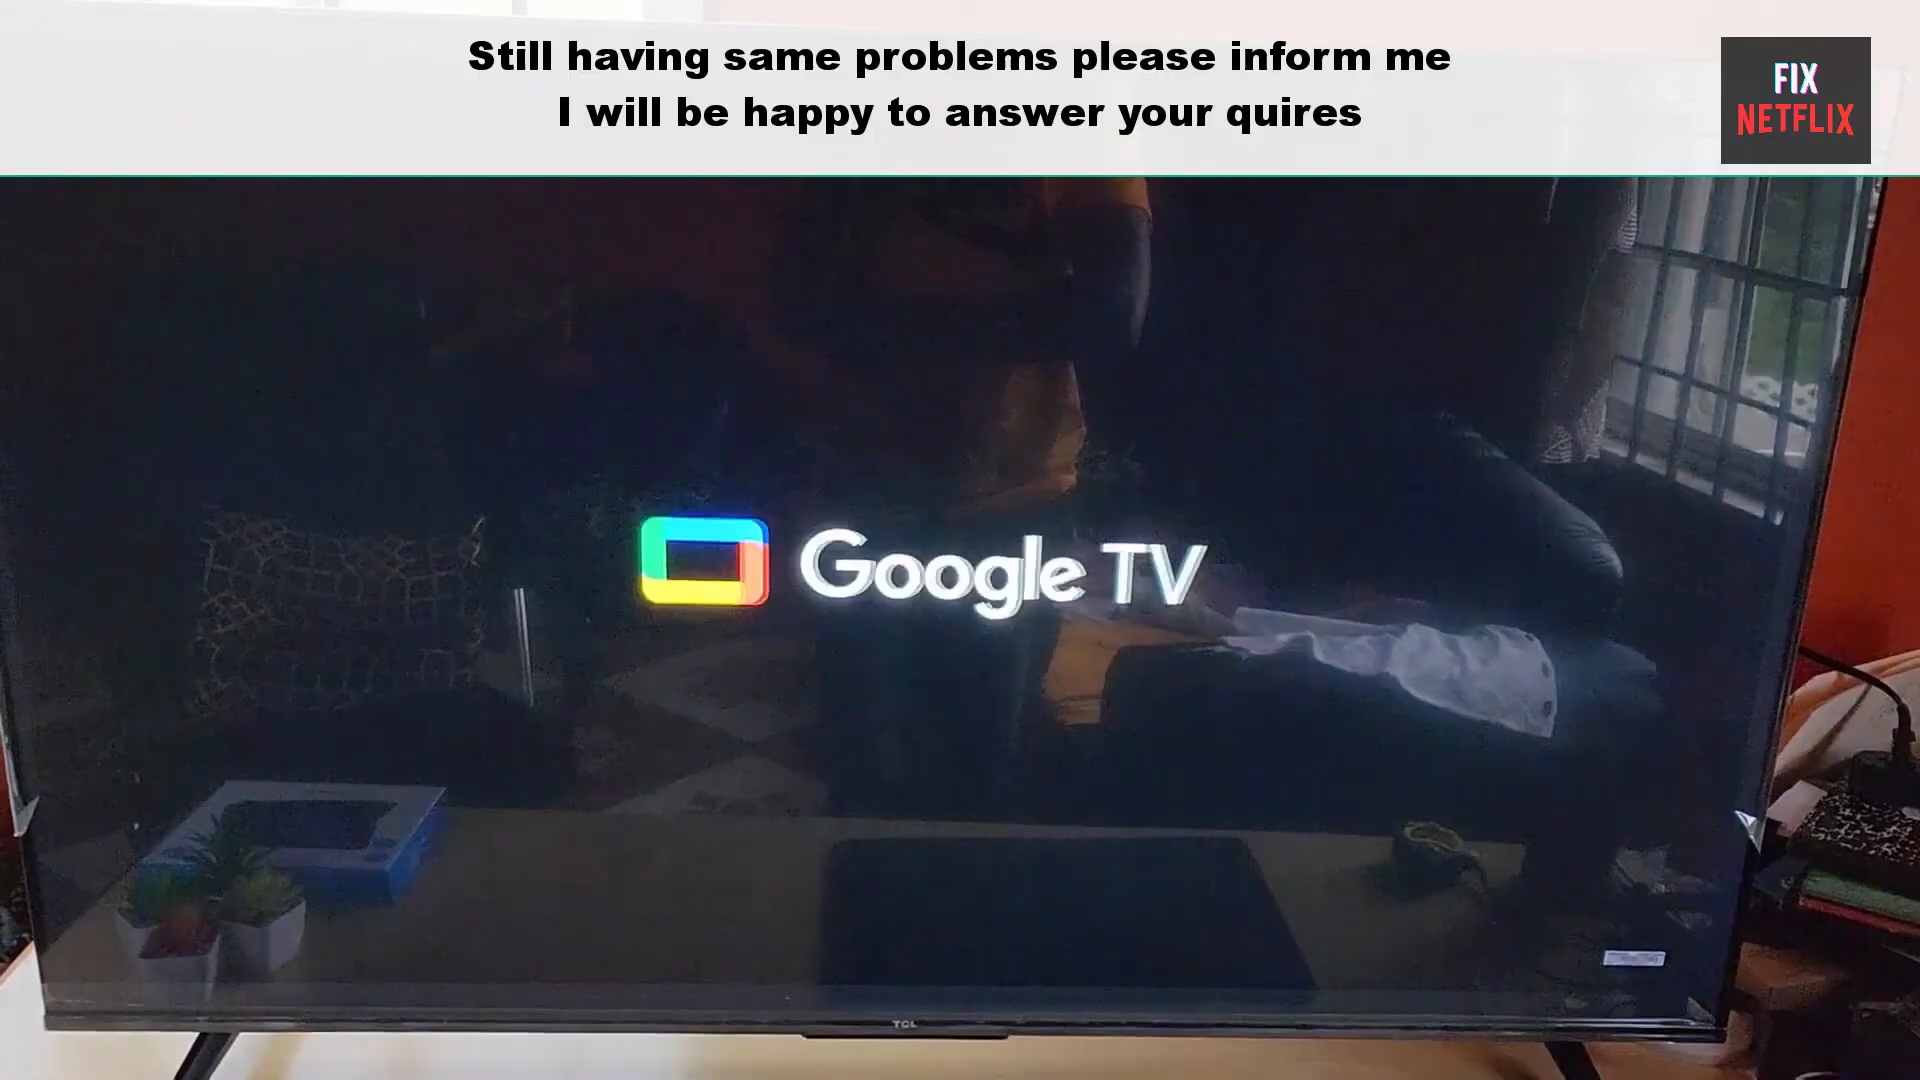 Still having same problems please inform me
I will be happy to answer your quires
FIX
NETFLIX
Google TV
TCL